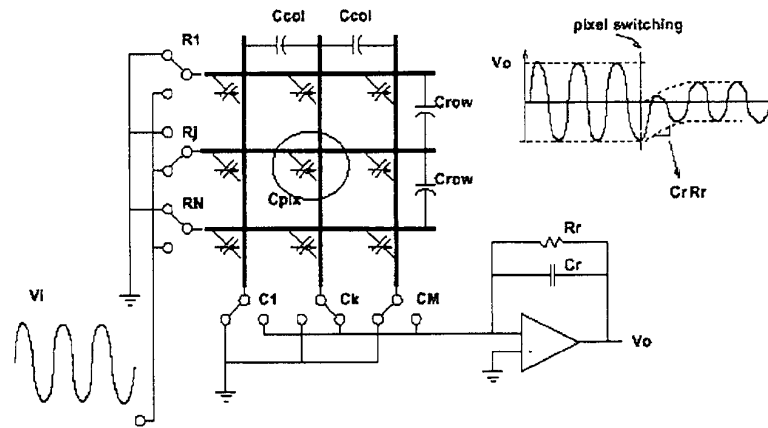 Ccol
Ccol
pixel switching
R1
Vo
Crow
Rj
Crow
Cpix
CrRr
RN
Rr
Cr
Vi
C1
Ck
CM
Vo